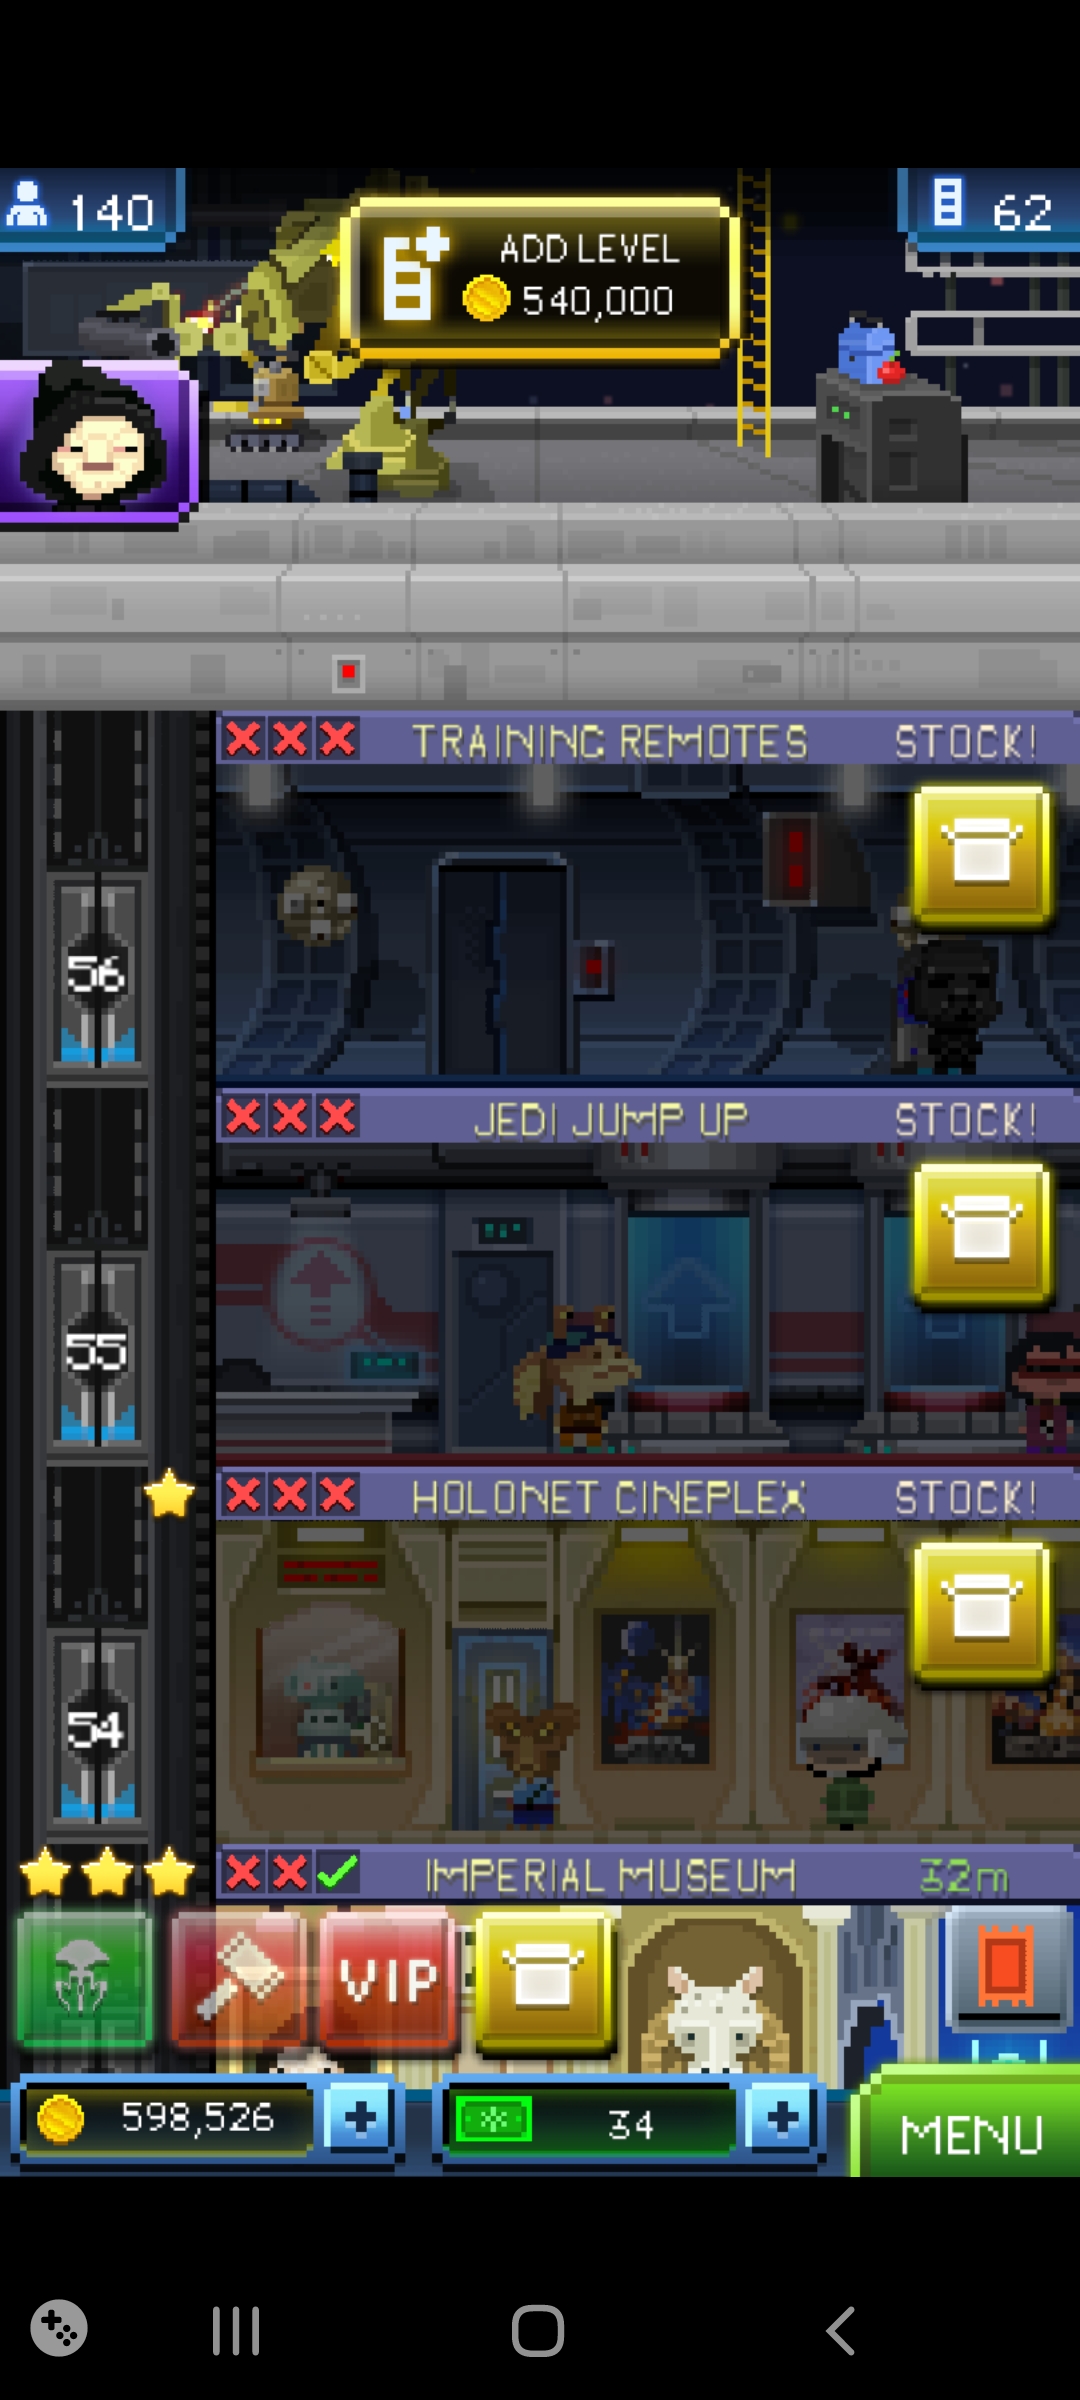 140
ADD LEVEL
540,000
62
TRAINING REMOTES STOCK!
56
JEDI JUMP UP STOCK!
55
HOLONET CINEPLEX STOCK!
54
IMPERIAL MUSEUM 32m
VIP
598,526
34
MENU